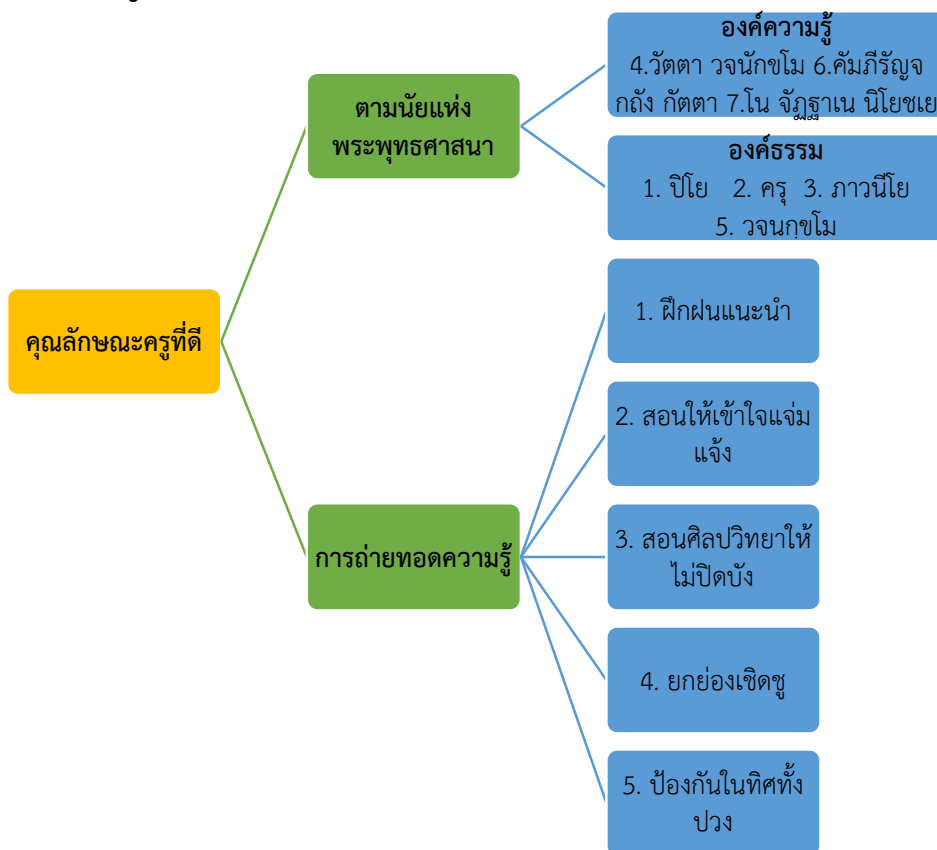 องค์ความรู้
4.วัตตา วจนักขโม 6.คัมภีรัญจ
กถัง กัตตา 7.โน จัฏฐาเน นิโยชเย
ตามนัยแห่ง
พระพุทธศาสนา
องค์ธรรม
1. ปิโย 2. ครุ 3. ภาวนีโย
5. วจนกฺขโม
คุณลักษณะครูที่ดี
1. ฝึกฝนแนะนำ
2. สอนให้เข้าใจแจ่ม
แจ้ง
การถ่ายทอดความรู้
3. สอนศิลปวิทยาให้
ไม่ปิดบัง
4. ยกย่องเชิดชู
5. ป้องกันในทิศทั้ง
ปวง